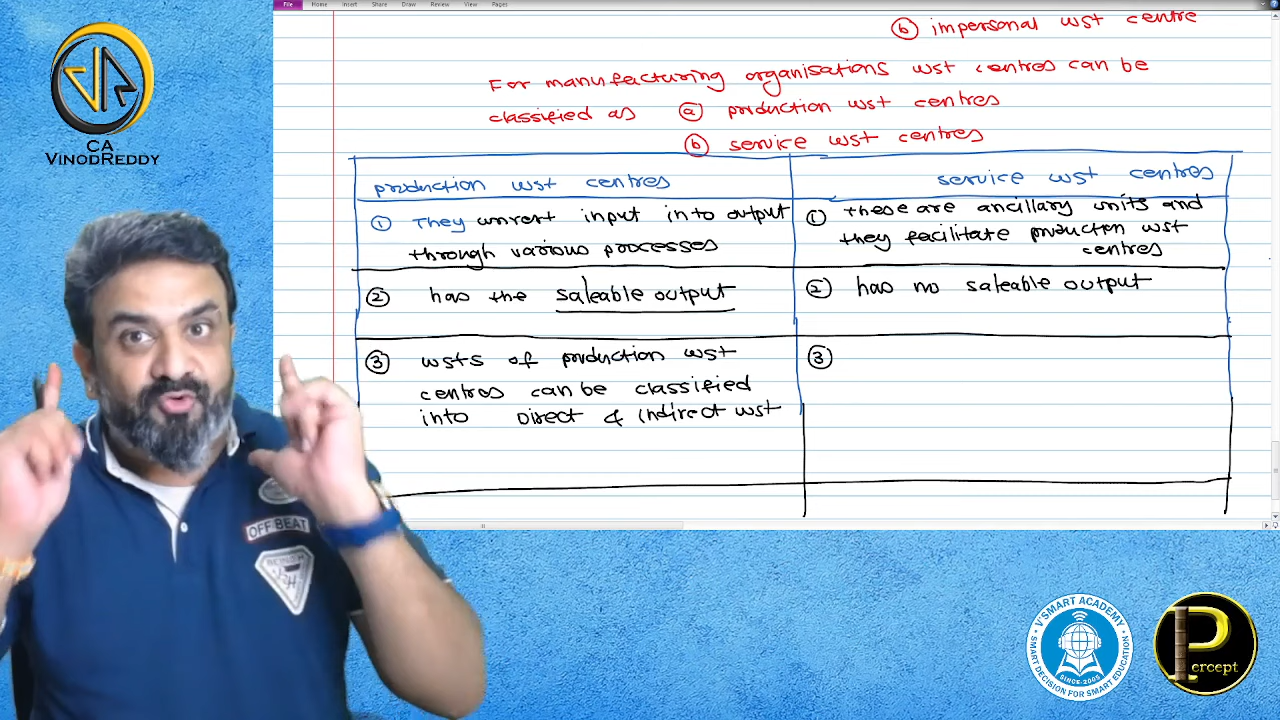 File Home Insert Share Draw Review View Pages
CA
VINODREDDY
ⓑ impersonal cost centre
For manufacturing organisations cost centres can be
classified as ⓐ production cost centres
ⓑ service cost centres
production cost centres
① They convert input into output
through various processes
② has the saleable output
③ costs of production cost
centres can be classified
into Direct & indirect cost
service cost centres
① these are ancillary units and
they facilitate production cost
centres
② has no saleable output
③
OFF BEAT
V'SMART ACADEMY
SMART DECISION FOR SMART EDUCATION
SINCE-2005
Percept